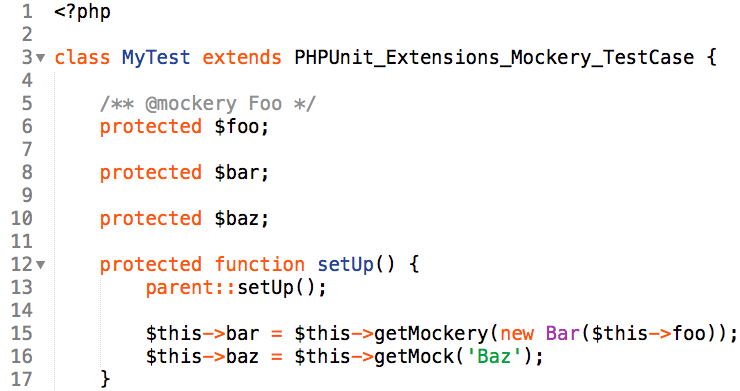 1 <?php
2
3 class MyTest extends PHPUnit_Extensions_Mockery_TestCase {
4
5 /** @mockery Foo */
6 protected $foo;
7
8 protected $bar;
9
10 protected $baz;
11
12 protected function setUp() {
13 parent::setUp();
14
15 $this->bar = $this->getMockery(new Bar($this->foo));
16 $this->baz = $this->getMock('Baz');
17 }